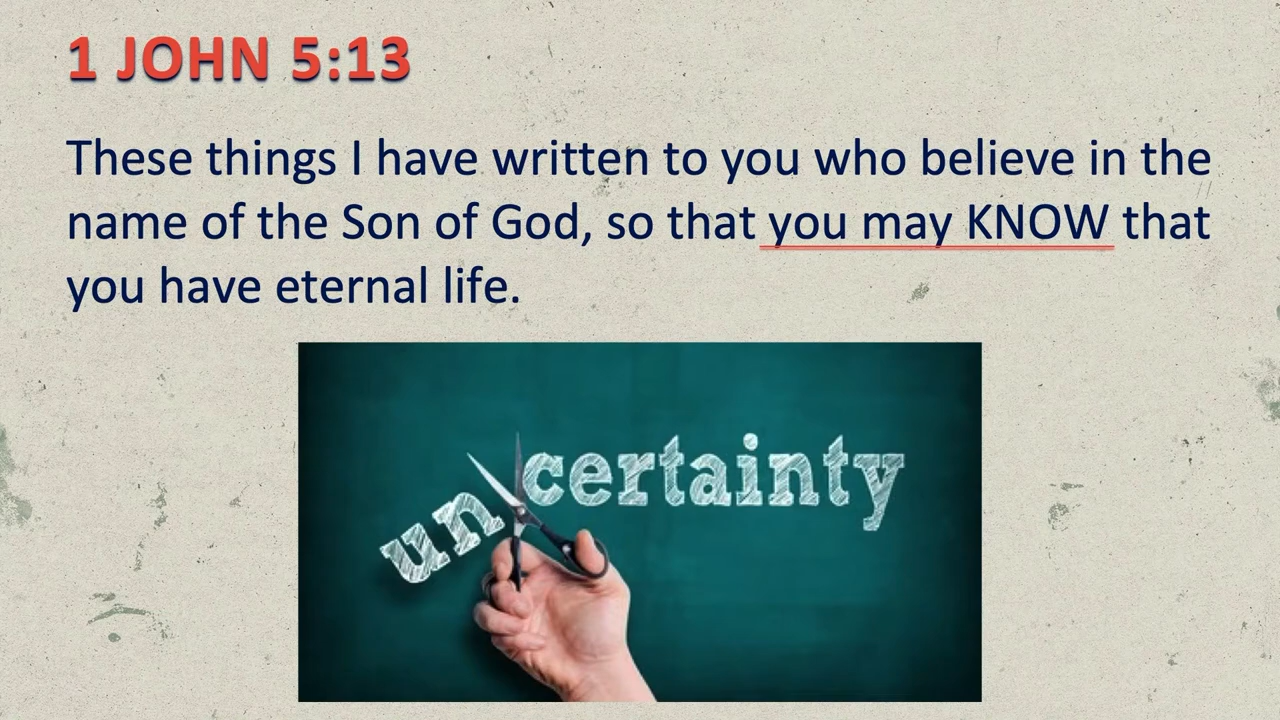 1 JOHN 5:13
These things I have written to you who believe in the
name of the Son of God, so that you may KNOW that
you have eternal life.
uncertainty